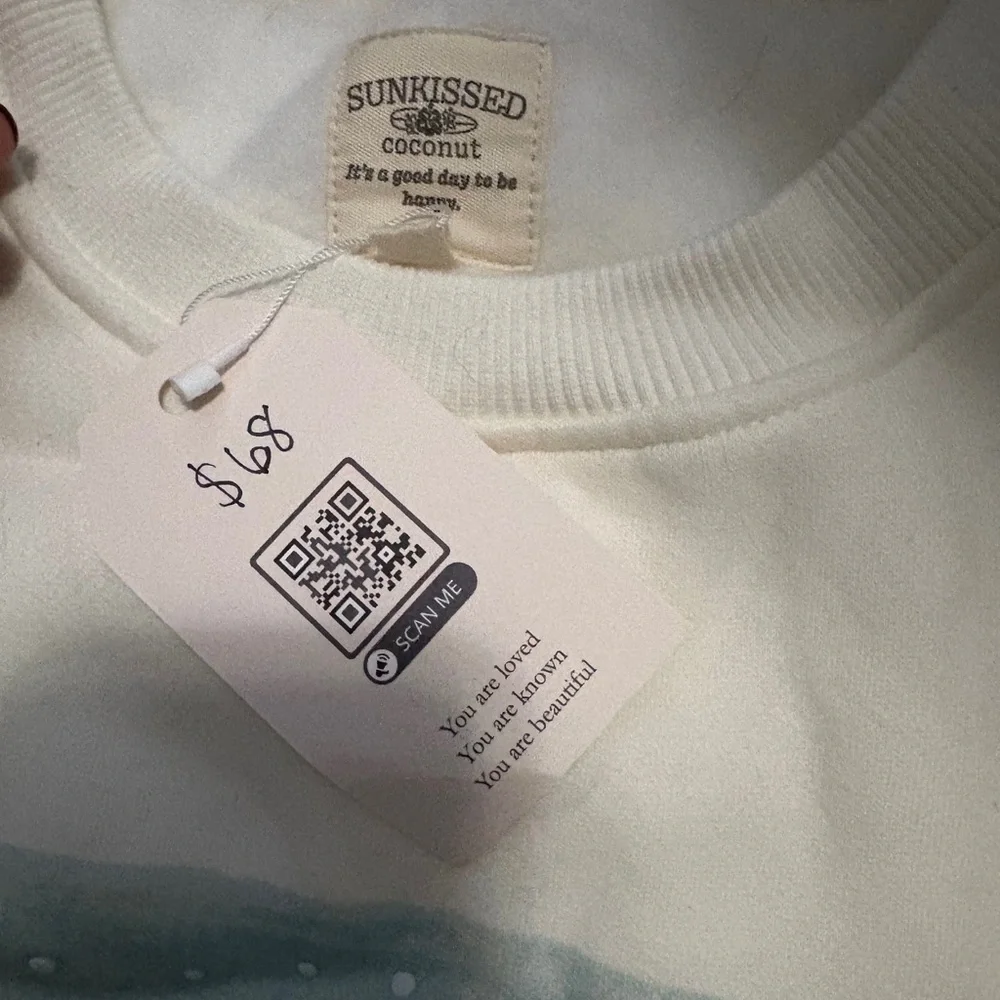 SUNKISSED
coconut
It's a good day to be
happy.
$68
SCAN ME
You are loved
You are known
You are beautiful